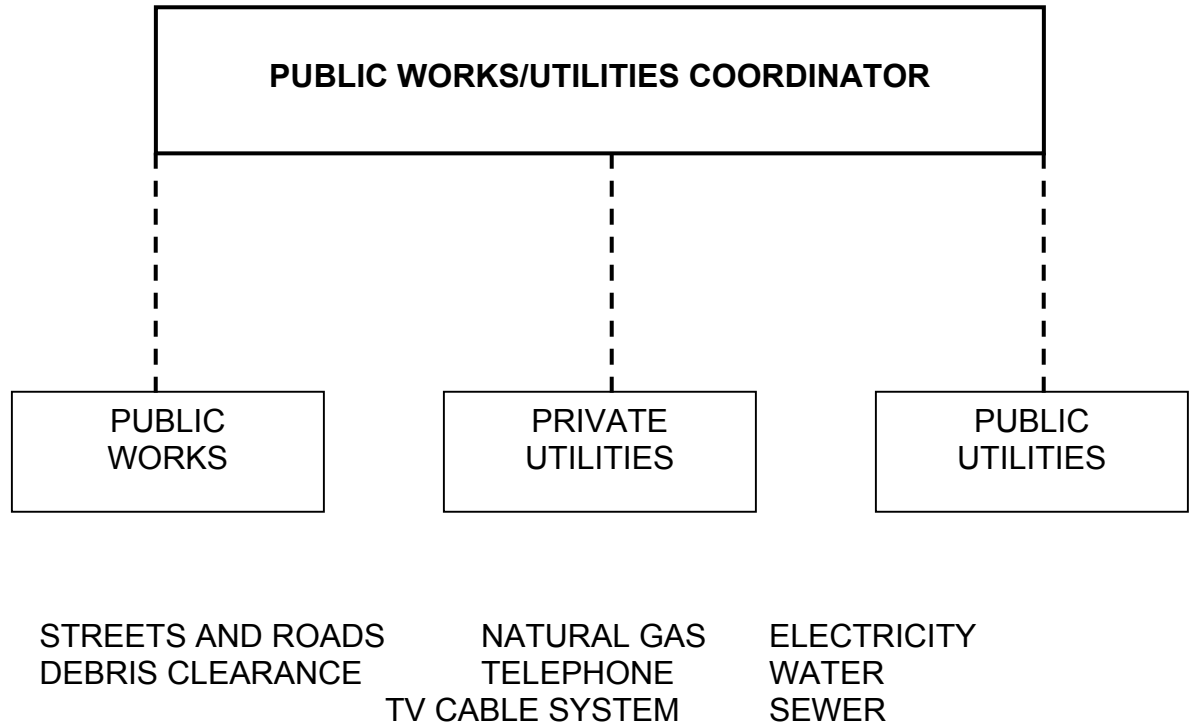 PUBLIC WORKS/UTILITIES COORDINATOR
PUBLIC
WORKS
PRIVATE
UTILITIES
PUBLIC
UTILITIES
STREETS AND ROADS NATURAL GAS ELECTRICITY
DEBRIS CLEARANCE TELEPHONE WATER
TV CABLE SYSTEM SEWER